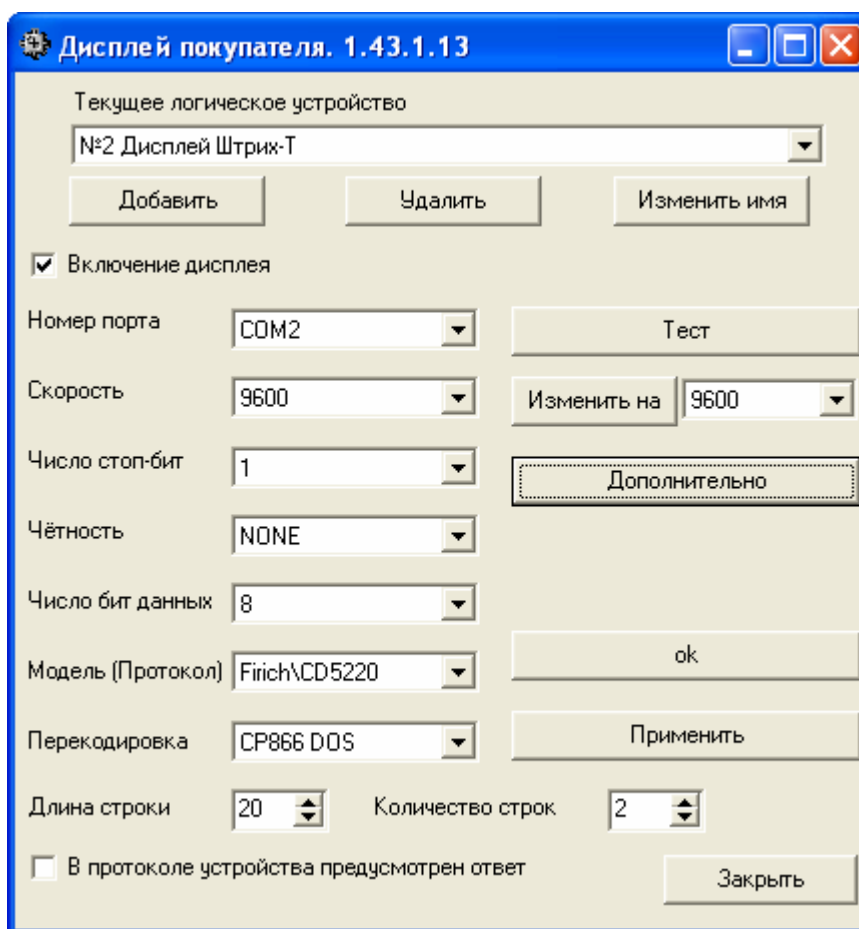 Дисплей покупателя. 1.43.1.13
Текущее логическое устройство
№2 Дисплей Штрих-Т
Добавить Удалить Изменить имя
Включение дисплея
Номер порта COM2 Тест
Скорость 9600 Изменить на 9600
Число стоп-бит 1 Дополнительно
Чётность NONE
Число бит данных 8
Модель (Протокол) Firich\CD5220 ok
Перекодировка CP866 DOS Применить
Длина строки 20 Количество строк 2
В протоколе устройства предусмотрен ответ
Закрыть